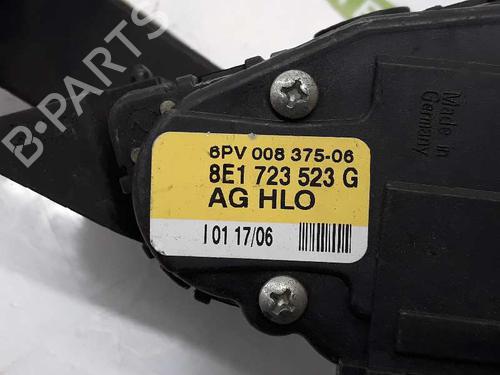 6PV 008 375-06
8E1 723 523 G
AG HLO
I 01 17/06
Made in
Germany
B-PARTS